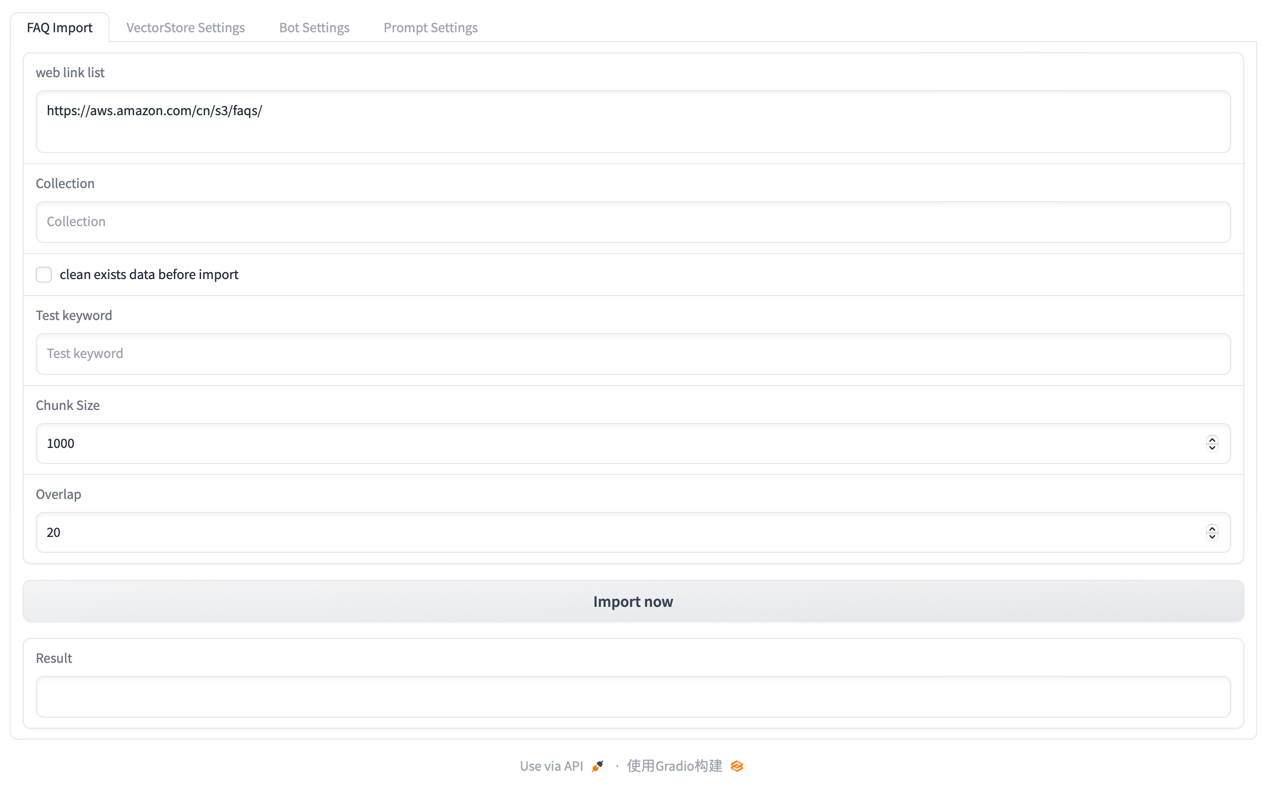 FAQ Import VectorStore Settings Bot Settings Prompt Settings
web link list
https://aws.amazon.com/cn/s3/faqs/
Collection
Collection
clean exists data before import
Test keyword
Test keyword
Chunk Size
1000
Overlap
20
Import now
Result
Use via API · 使用Gradio构建